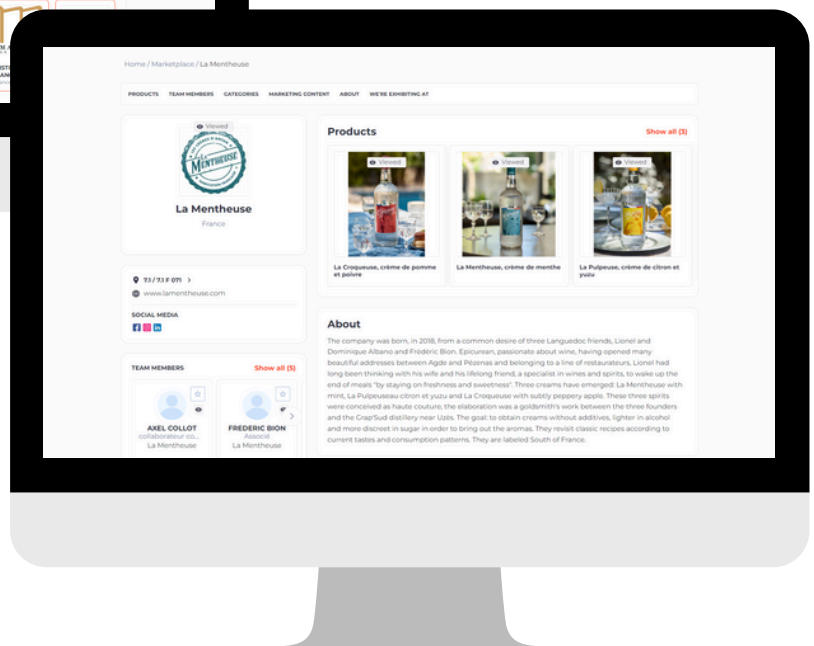 Home / Marketplace / La Mentheuse
PRODUCTS TEAM MEMBERS CATEGORIES MARKETING CONTENT ABOUT WE'RE EXHIBITING AT
Viewed
La
MENTHEUSE
La Mentheuse
France
7.1 / 7.1 F 071 >
www.lamentheuse.com
SOCIAL MEDIA
TEAM MEMBERS Show all (5)
AXEL COLLOT
collaborateur co...
La Mentheuse
FREDERIC BION
Associé
La Mentheuse
Products Show all (3)
Viewed
La Croqueuse, crème de pomme
et poivre
Viewed
La Mentheuse, crème de menthe
Viewed
La Pulpeuse, crème de citron et
yuzu
About
The company was born, in 2018, from a common desire of three Languedoc friends, Lionel and
Dominique Albano and Frédéric Bion. Epicurean, passionate about wine, having opened many
beautiful addresses between Agde and Pézenas and belonging to a line of restaurateurs, Lionel had
long been thinking with his wife and his lifelong friend, a specialist in wines and spirits, to wake up the
end of meals "by staying on freshness and sweetness". Three creams have emerged: La Mentheuse with
mint, La Pulpeuseau citron et yuzu and La Croqueuse with subtly peppery apple. These three spirits
were conceived as haute couture, the elaboration was a goldsmith's work between the three founders
and the Grap'Sud distillery near Uzès. The goal: to obtain creams without additives, lighter in alcohol
and more discreet in sugar in order to bring out the aromas. They revisit classic recipes according to
current tastes and consumption patterns. They are labeled South of France.